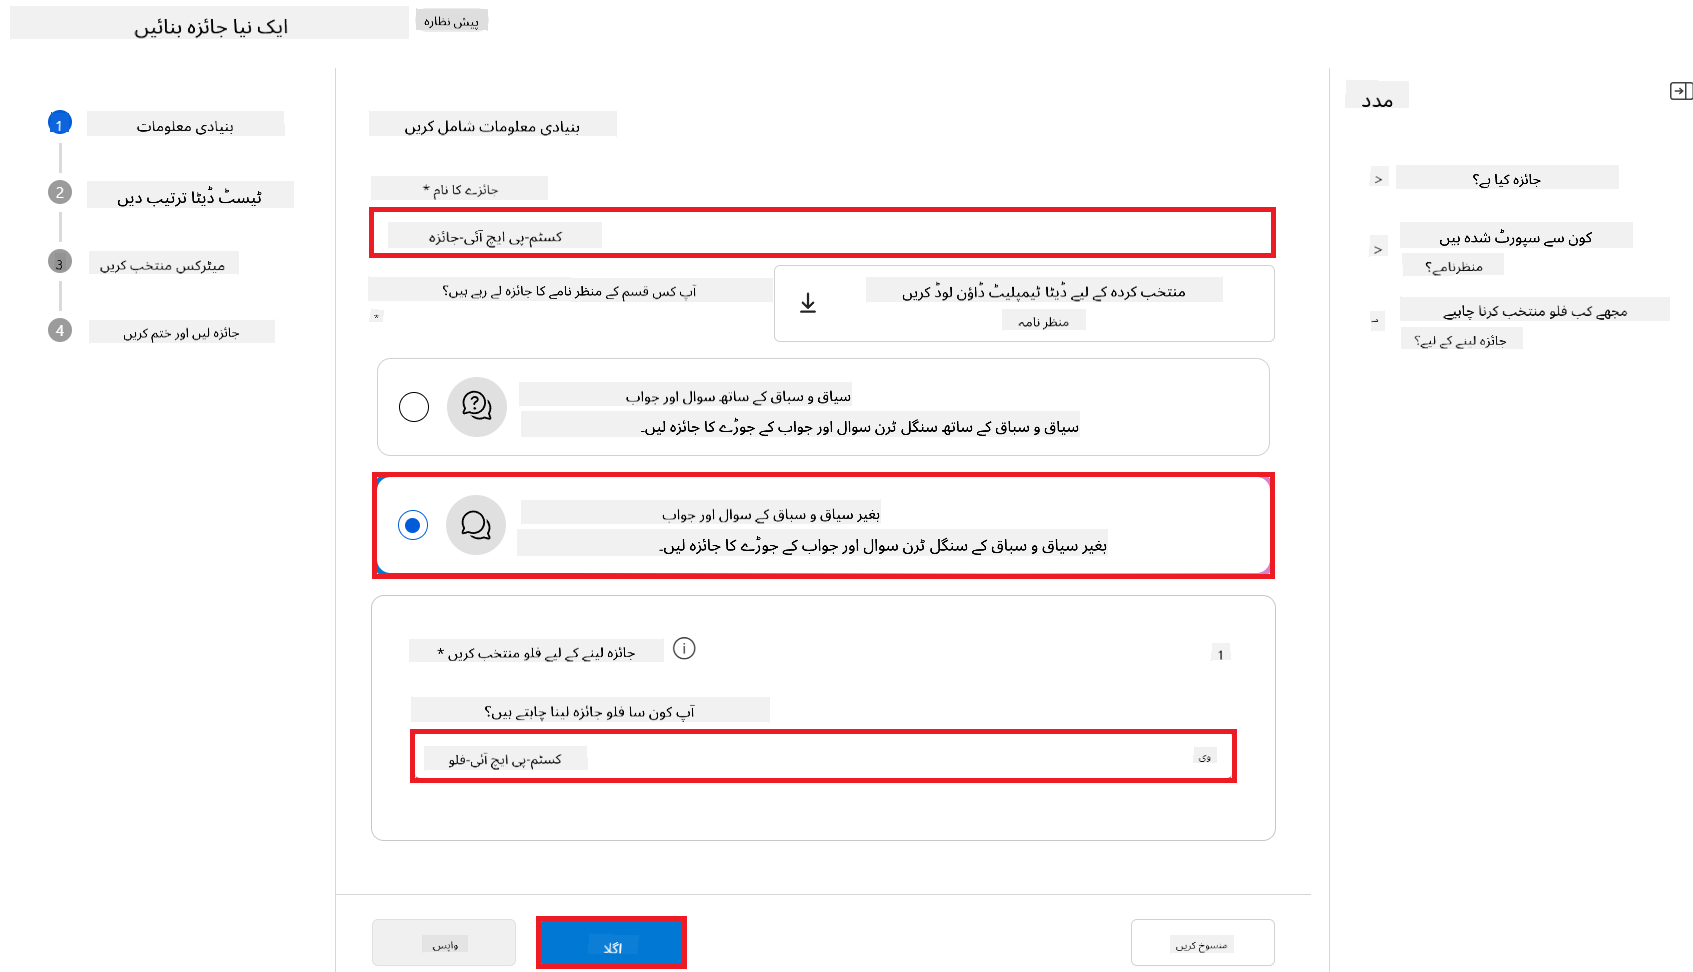 ایک نیا جائزہ بنائیں
پیش نظارہ
1
بنیادی معلومات
2
ٹیسٹ ڈیٹا ترتیب دیں
3
میٹرکس منتخب کریں
4
جائزہ لیں اور ختم کریں
بنیادی معلومات شامل کریں
جائزے کا نام *
کسٹم-پی ایچ آئی-جائزہ
آپ کس قسم کے منظر نامے کا جائزہ لے رہے ہیں؟
*
منتخب کردہ کے لیے ڈیٹا ٹیمپلیٹ ڈاؤن لوڈ کریں
منظر نامہ
سیاق و سباق کے ساتھ سوال اور جواب
سیاق و سباق کے ساتھ سنگل ٹرن سوال اور جواب کے جوڑے کا جائزہ لیں۔
بغیر سیاق و سباق کے سوال اور جواب
بغیر سیاق و سباق کے سنگل ٹرن سوال اور جواب کے جوڑے کا جائزہ لیں۔
جائزہ لینے کے لیے فلو منتخب کریں *
1
آپ کون سا فلو جائزہ لینا چاہتے ہیں؟
کسٹم-پی ایچ آئی-فلو
وی
واپس
اگلا
منسوخ کریں
مدد
>
جائزہ کیا ہے؟
>
کون سے سپورٹ شدہ ہیں
منظرنامے؟
مجھے کب فلو منتخب کرنا چاہیے
جائزہ لینے کے لیے؟